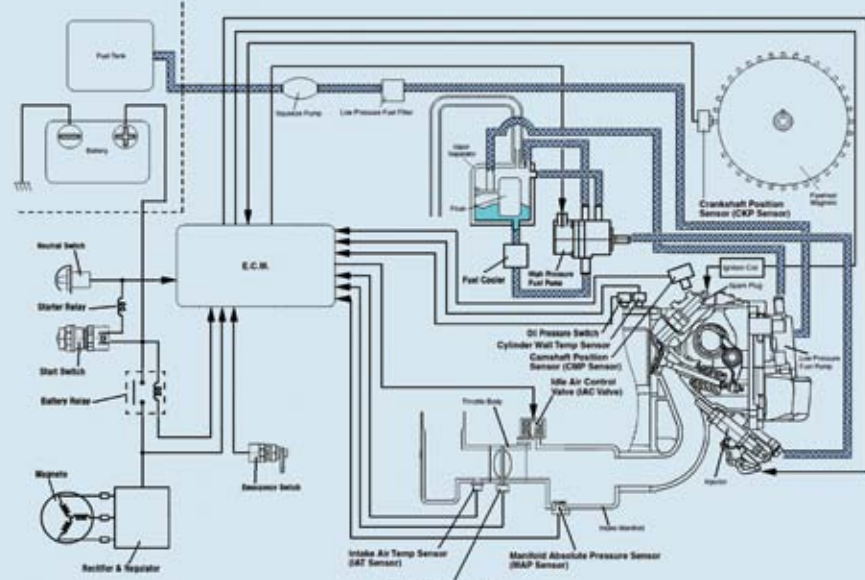 Fuel Tank
Squeeze Pump
Low Pressure Fuel Filter
Battery
Vapor
Separator
Float
Flywheel
Magneto
Crankshaft Position
Sensor (CKP Sensor)
Neutral Switch
E.C.M.
Fuel Cooler
High Pressure
Fuel Pump
Ignition Coil
Spark Plug
Starter Relay
Oil Pressure Switch
Cylinder Wall Temp Sensor
Camshaft Position
Sensor (CMP Sensor)
Low Pressure
Fuel Pump
Start Switch
Idle Air Control
Valve (IAC Valve)
Battery Relay
Throttle Body
Magneto
Emergency Switch
Injector
Intake Manifold
Rectifier & Regulator
Intake Air Temp Sensor
(IAT Sensor)
Manifold Absolute Pressure Sensor
(MAP Sensor)